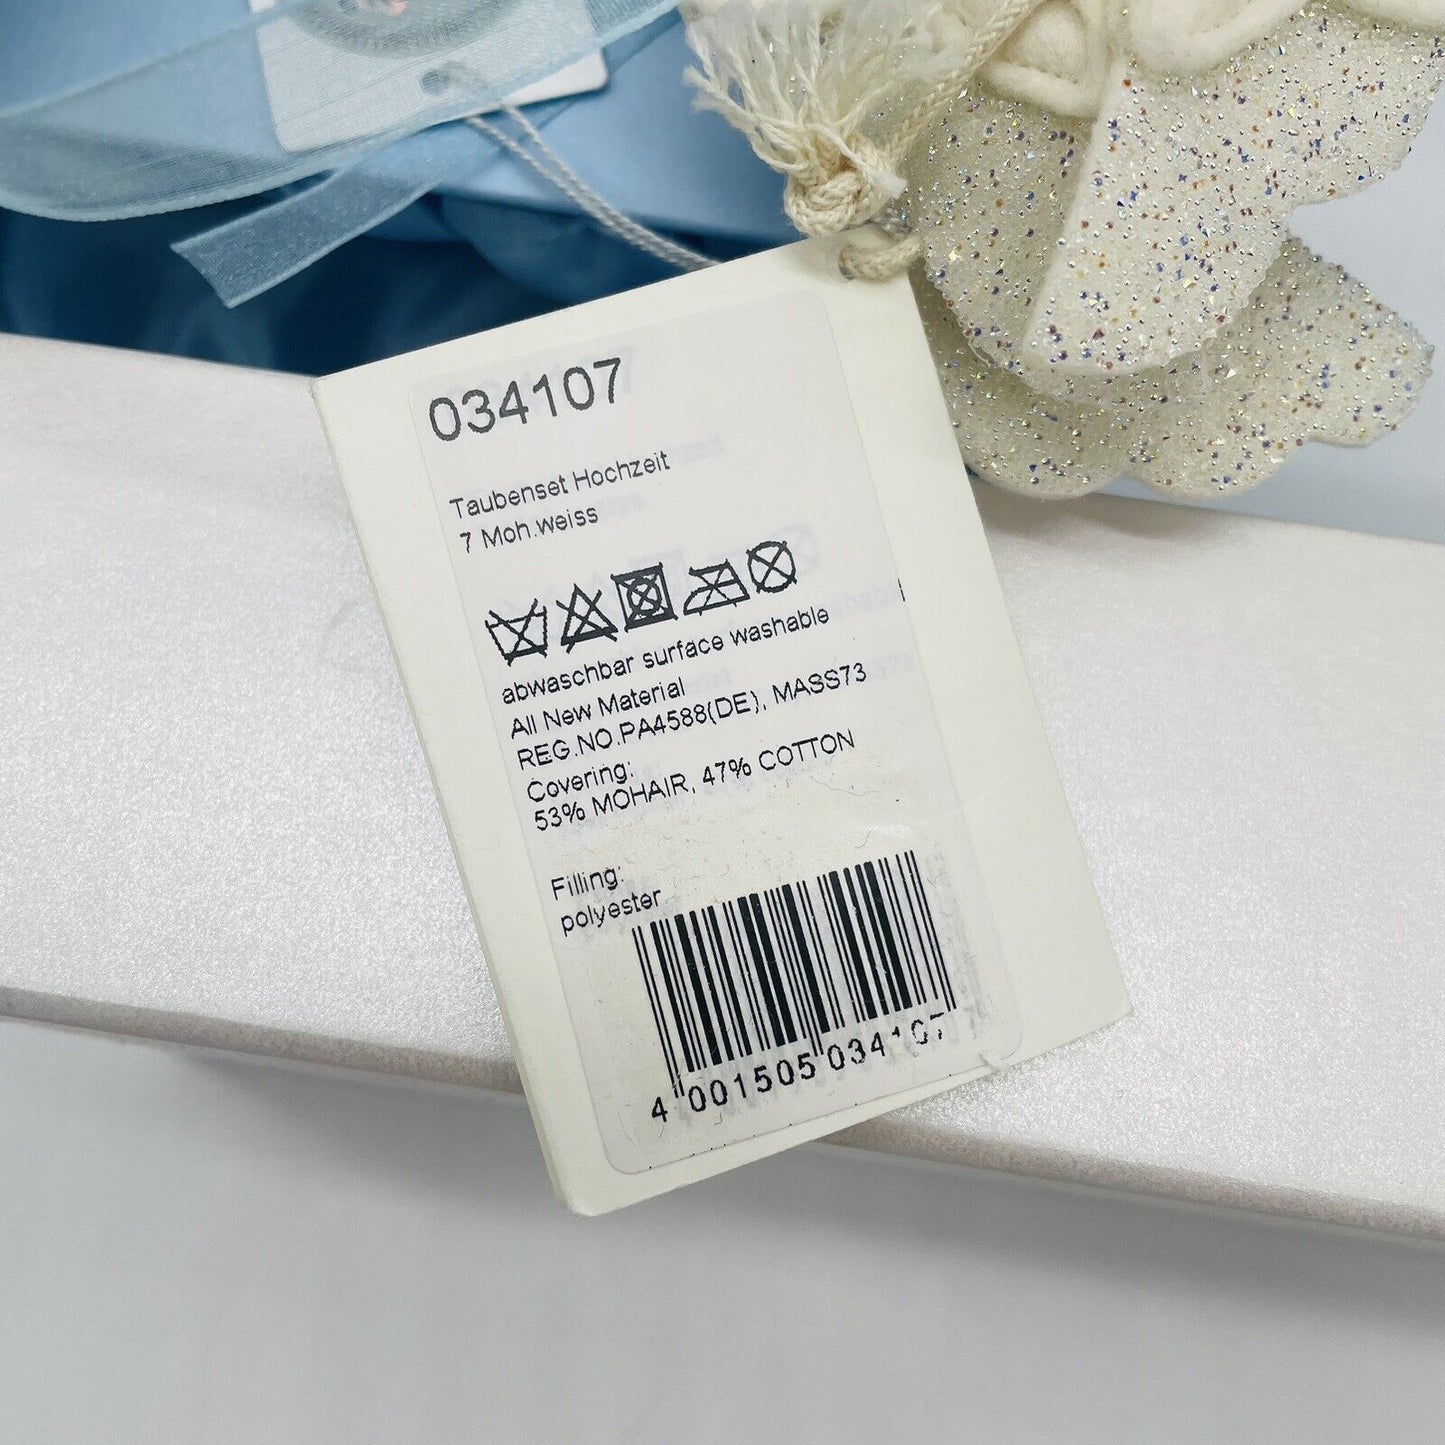 034107
Taubenset Hochzeit
7 Moh.weiss
abwaschbar surface washable
All New Material
REG.NO.PA4588(DE), MASS73
Covering:
53% MOHAIR, 47% COTTON
Filling:
polyester
4 001505 034107